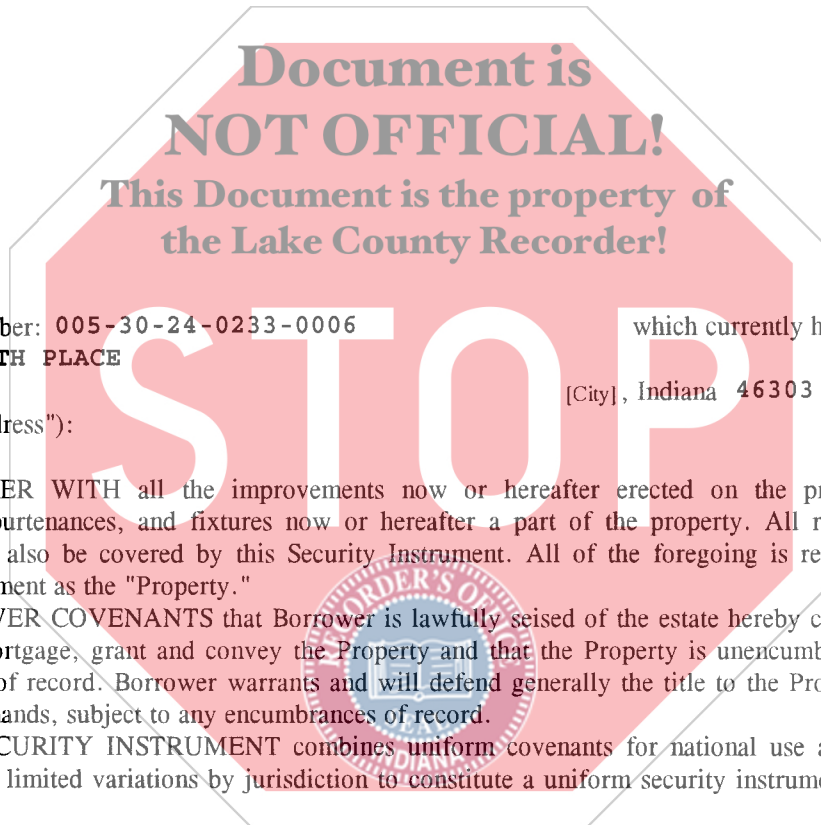 Document is
NOT OFFICIAL!
This Document is the property of
the Lake County Recorder!
STOP
ber: 005-30-24-0233-0006 which currently h
TH PLACE
[City], Indiana 46303
dress"):
ER WITH all the improvements now or hereafter erected on the pr
purtenances, and fixtures now or hereafter a part of the property. All r
also be covered by this Security Instrument. All of the foregoing is re
ment as the "Property."
VER COVENANTS that Borrower is lawfully seised of the estate hereby c
ortgage, grant and convey the Property and that the Property is unencumb
of record. Borrower warrants and will defend generally the title to the Pro
ands, subject to any encumbrances of record.
CURITY INSTRUMENT combines uniform covenants for national use a
limited variations by jurisdiction to constitute a uniform security instrume
RECORDER'S OFFICE
SEAL
INDIANA